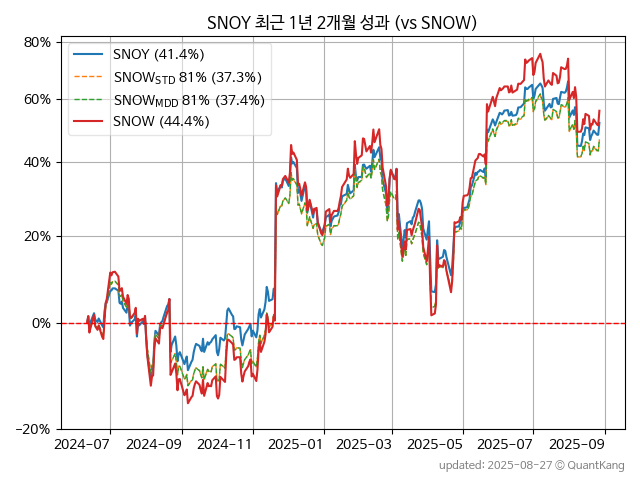 SNOY 최근 1년 2개월 성과 (vs SNOW)
SNOY (41.4%)
SNOWSTD 81% (37.3%)
SNOWMDD 81% (37.4%)
SNOW (44.4%)
80%
60%
40%
20%
0%
−20%
2024-07 2024-09 2024-11 2025-01 2025-03 2025-05 2025-07 2025-09
updated: 2025-08-27 © QuantKang